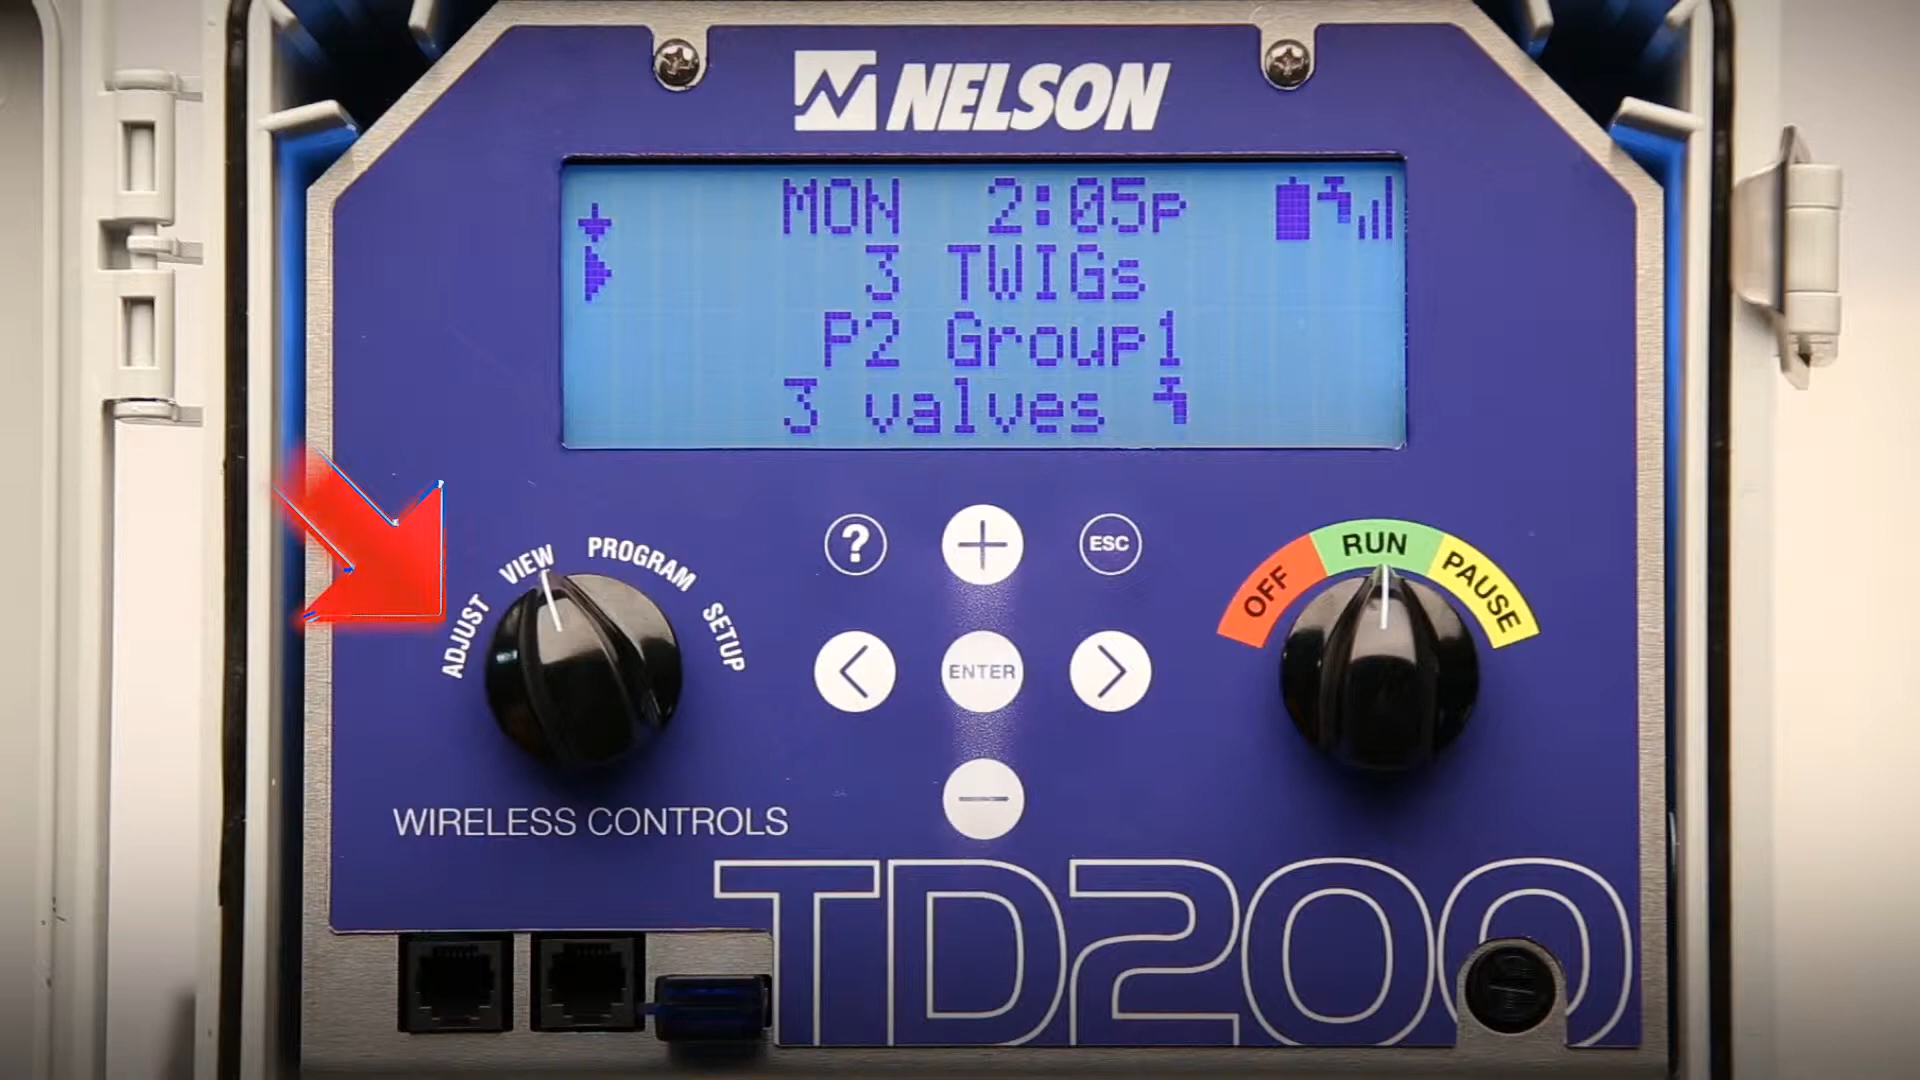 NELSON
MON 2:05p
3 TWIGs
P2 Group1
3 valves
ADJUST
VIEW
PROGRAM
SETUP
?
ESC
ENTER
OFF
RUN
PAUSE
WIRELESS CONTROLS
TD200